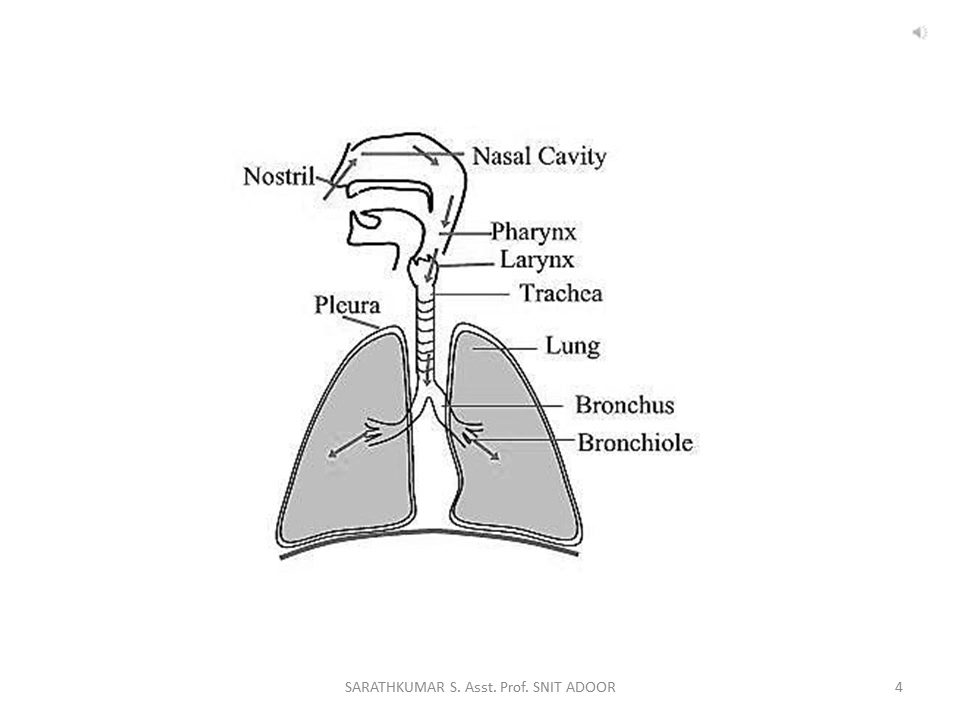 Nasal Cavity
Nostril
Pharynx
Larynx
Trachea
Pleura
Lung
Bronchus
Bronchiole
SARATHKUMAR S. Asst. Prof. SNIT ADOOR
4